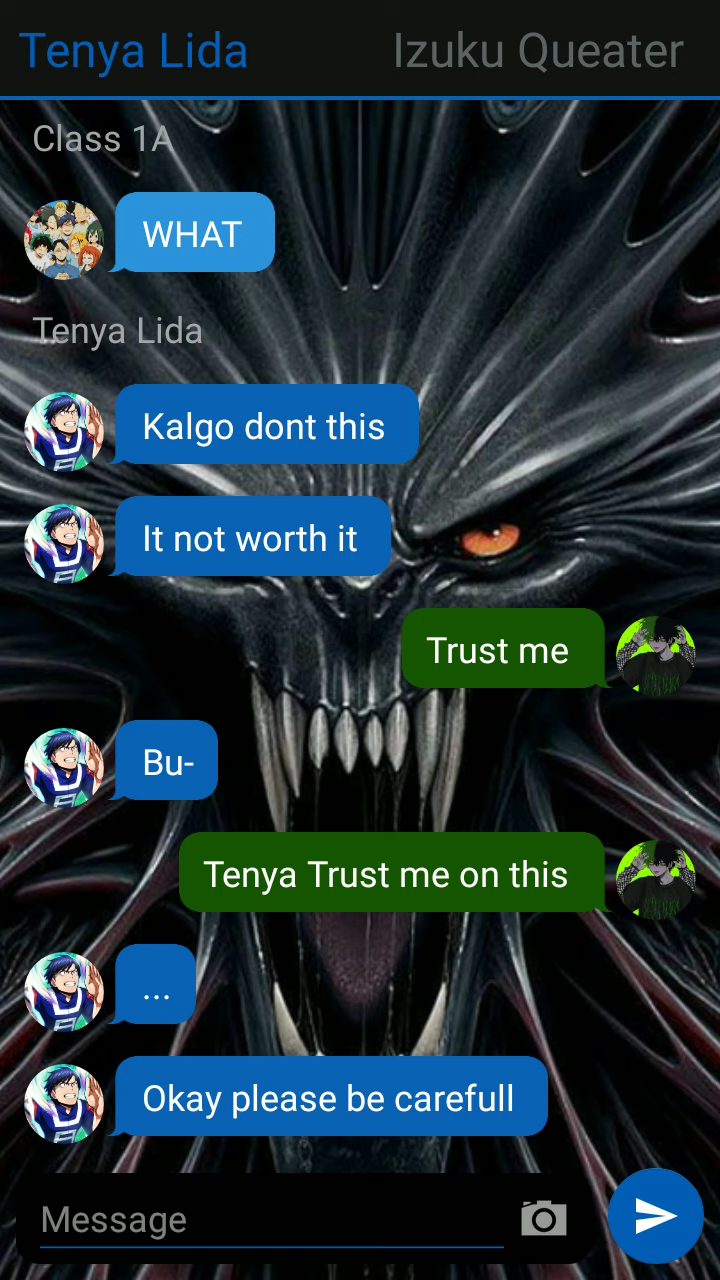 Tenya Lida
Izuku Queater
Class 1A
WHAT
Tenya Lida
Kalgo dont this
It not worth it
Trust me
Bu-
Tenya Trust me on this
...
Okay please be carefull
Message